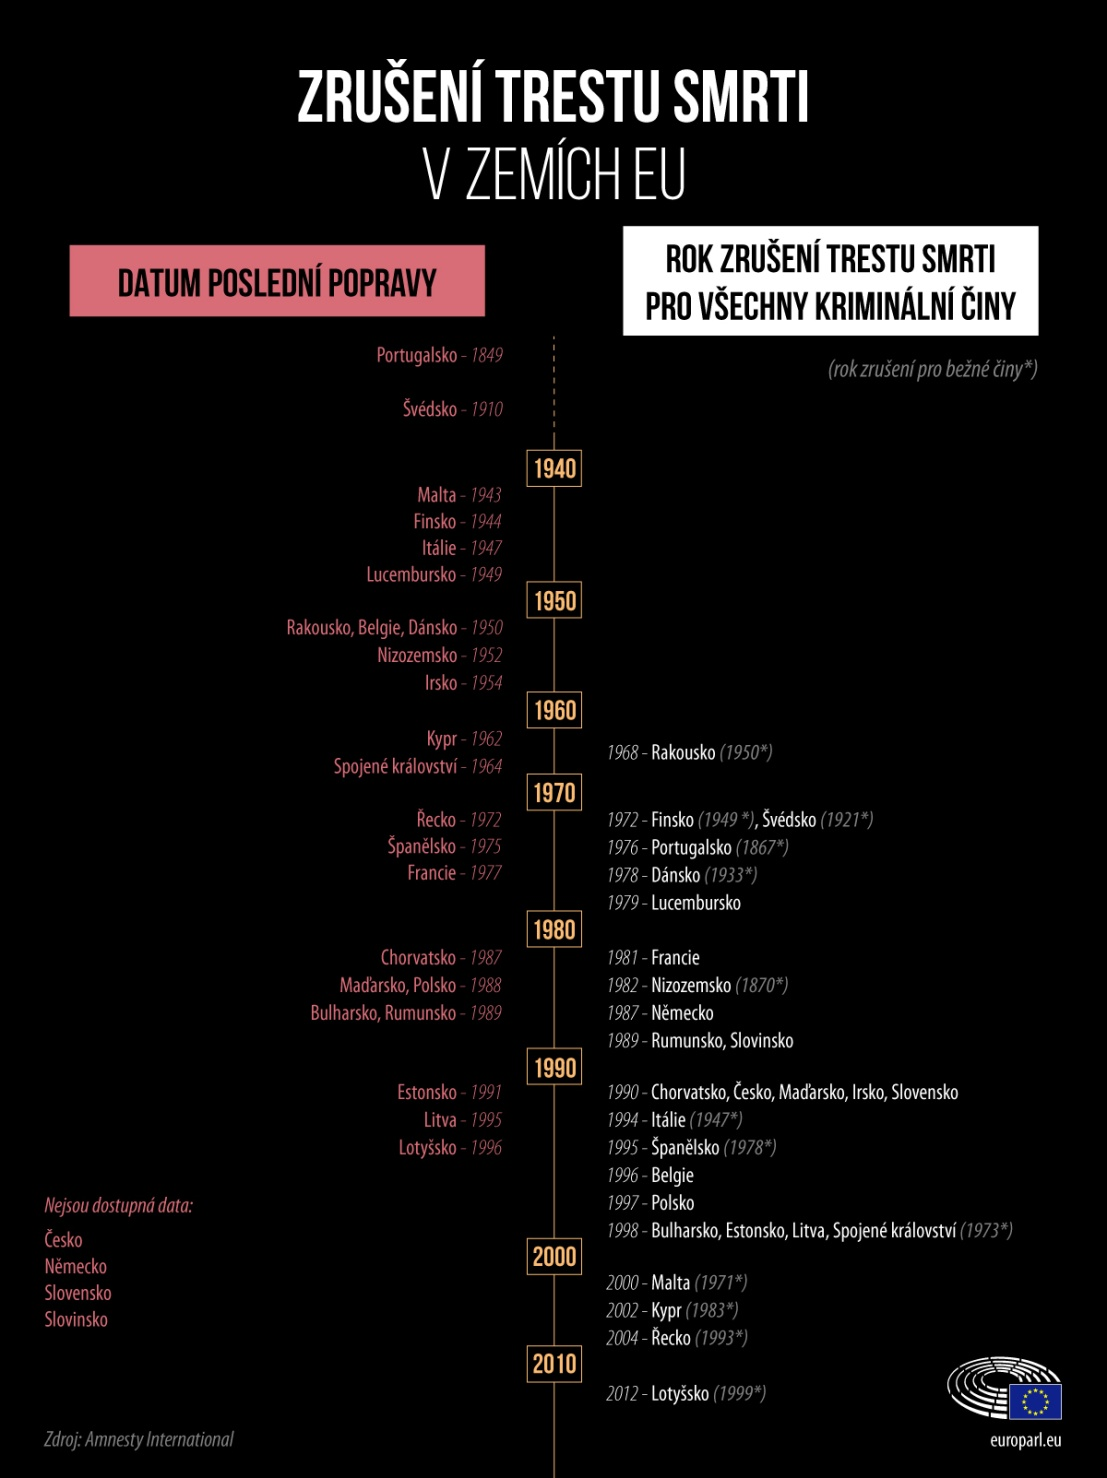 ZRUŠENÍ TRESTU SMRTI
V ZEMÍCH EU
DATUM POSLEDNÍ POPRAVY
ROK ZRUŠENÍ TRESTU SMRTI
PRO VŠECHNY KRIMINÁLNÍ ČINY
(rok zrušení pro bežné činy*)
Portugalsko - 1849
Švédsko - 1910
1940
Malta - 1943
Finsko - 1944
Itálie - 1947
Lucembursko - 1949
1950
Rakousko, Belgie, Dánsko - 1950
Nizozemsko - 1952
Irsko - 1954
1960
Kypr - 1962
1968 - Rakousko (1950*)
Spojené království - 1964
1970
Řecko - 1972
1972 - Finsko (1949 *), Švédsko (1921*)
Španělsko - 1975
1976 - Portugalsko (1867*)
Francie - 1977
1978 - Dánsko (1933*)
1979 - Lucembursko
1980
Chorvatsko - 1987
1981 - Francie
Maďarsko, Polsko - 1988
1982 - Nizozemsko (1870*)
Bulharsko, Rumunsko - 1989
1987 - Německo
1989 - Rumunsko, Slovinsko
1990
Estonsko - 1991
1990 - Chorvatsko, Česko, Maďarsko, Irsko, Slovensko
Litva - 1995
1994 - Itálie (1947*)
Lotyšsko - 1996
1995 - Španělsko (1978*)
1996 - Belgie
1997 - Polsko
1998 - Bulharsko, Estonsko, Litva, Spojené království (1973*)
Nejsou dostupná data:
Česko
Německo
Slovensko
Slovinsko
2000
2000 - Malta (1971*)
2002 - Kypr (1983*)
2004 - Řecko (1993*)
2010
2012 - Lotyšsko (1999*)
Zdroj: Amnesty International
europarl.eu